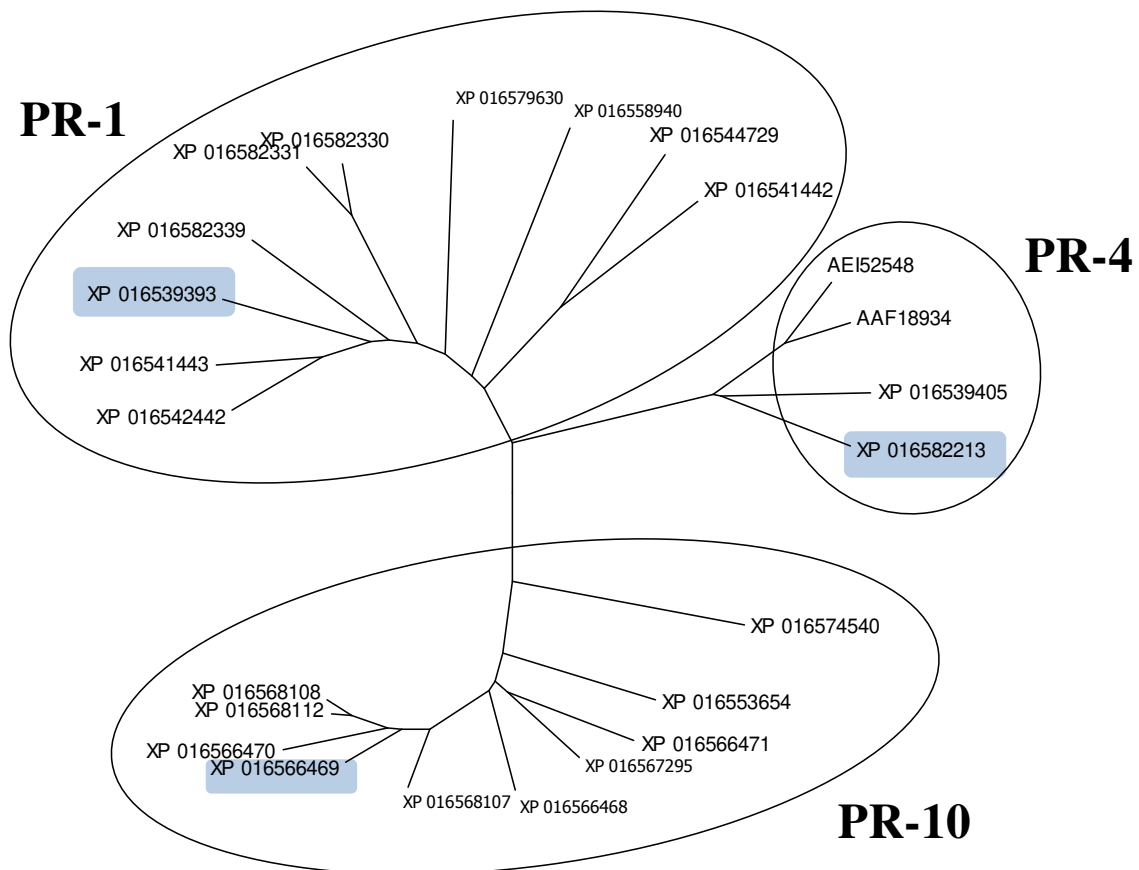 PR-1
XP 016579630
XP 016558940
XP 016544729
XP 016582330
XP 016582331
XP 016541442
XP 016582339
XP 016539393
XP 016541443
XP 016542442
PR-4
AEI52548
AAF18934
XP 016539405
XP 016582213
XP 016574540
XP 016568108
XP 016568112
XP 016553654
XP 016566470
XP 016566471
XP 016566469
XP 016567295
XP 016568107
XP 016566468
PR-10